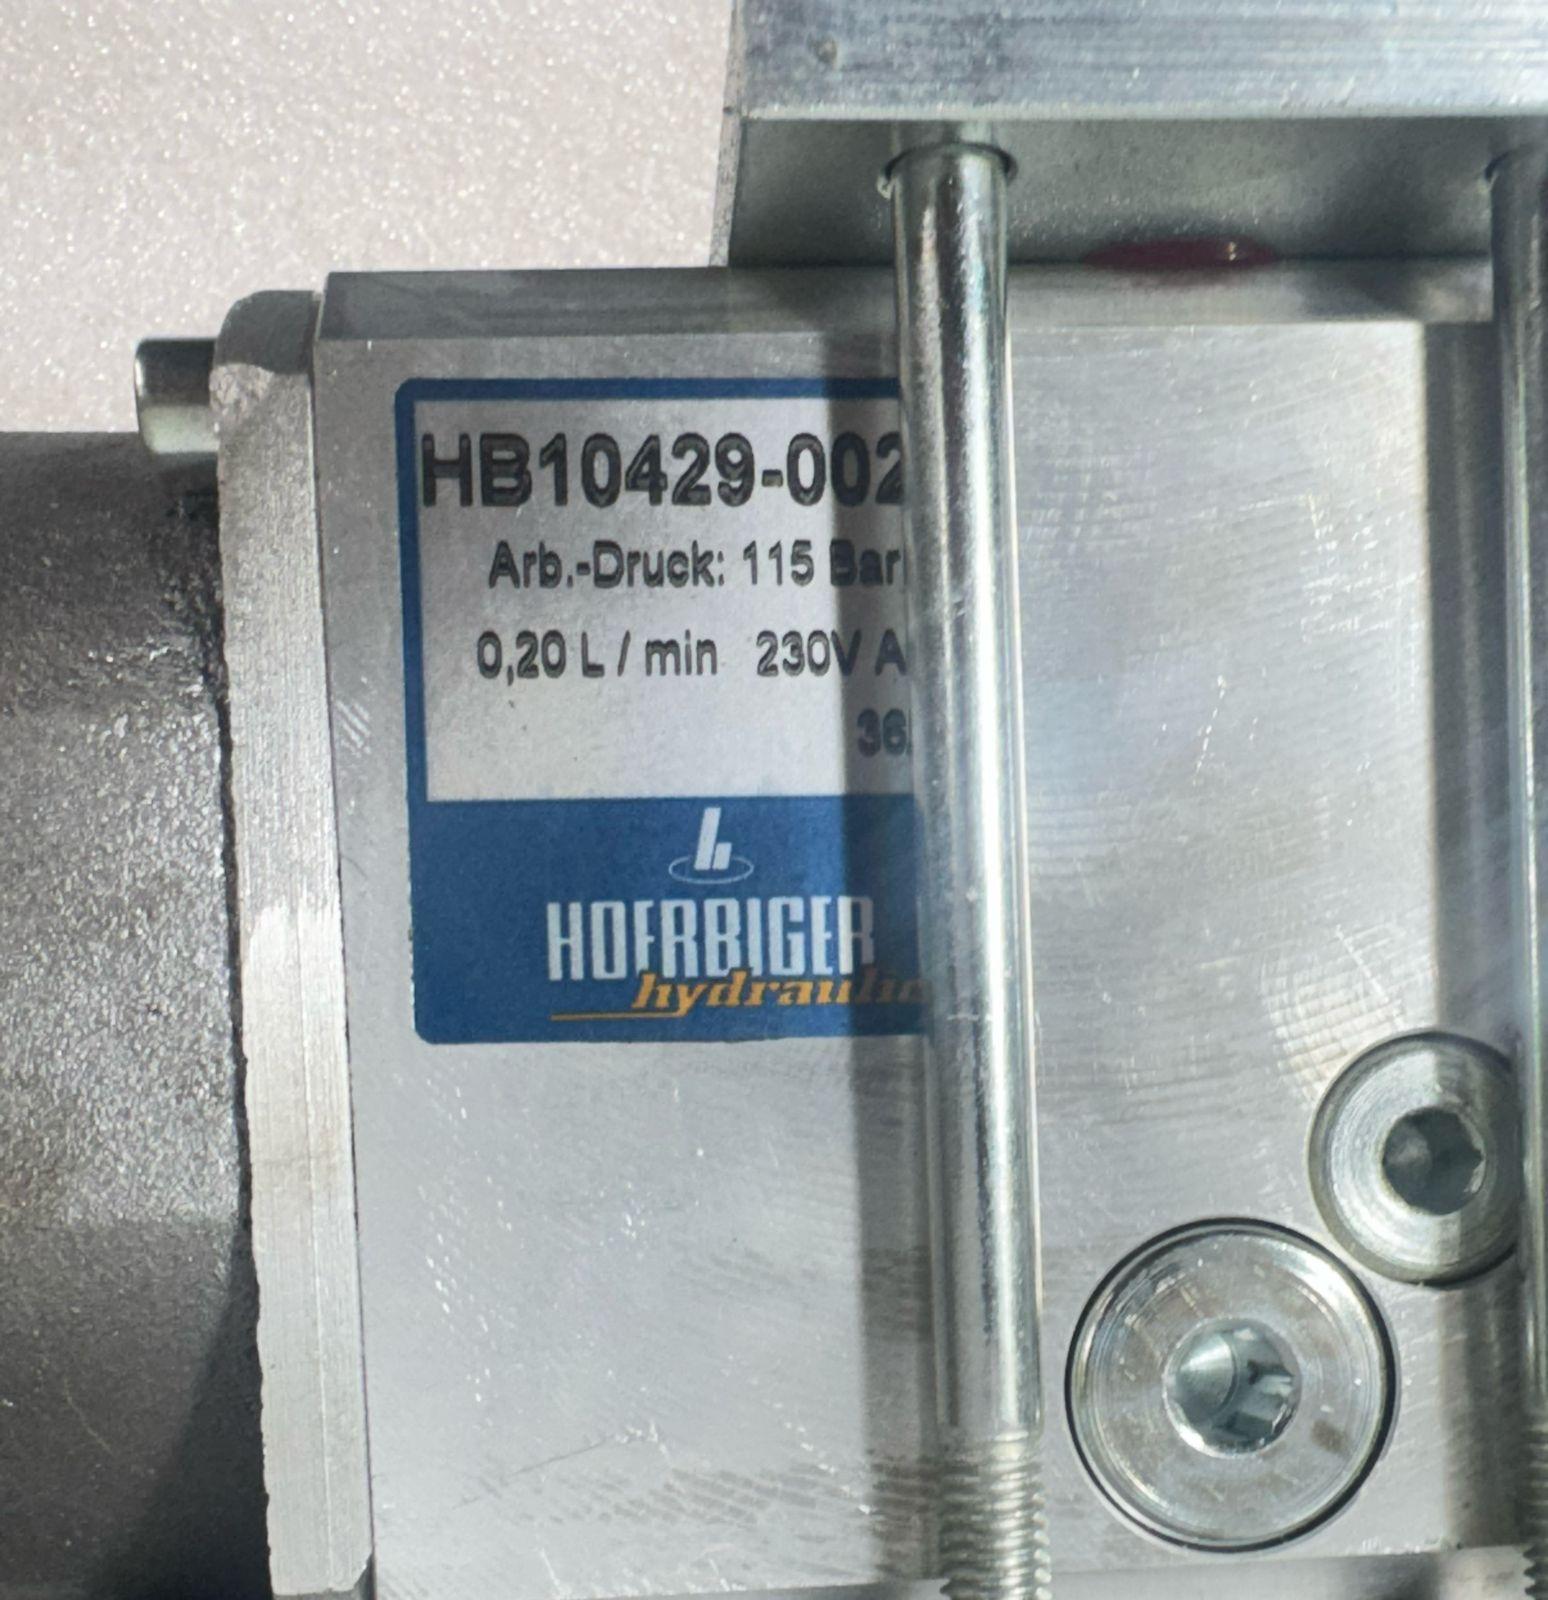 HB10429-002
Arb.-Druck: 115 Bar
0,20 L / min 230V A
36
HOERBIGER
hydraulic